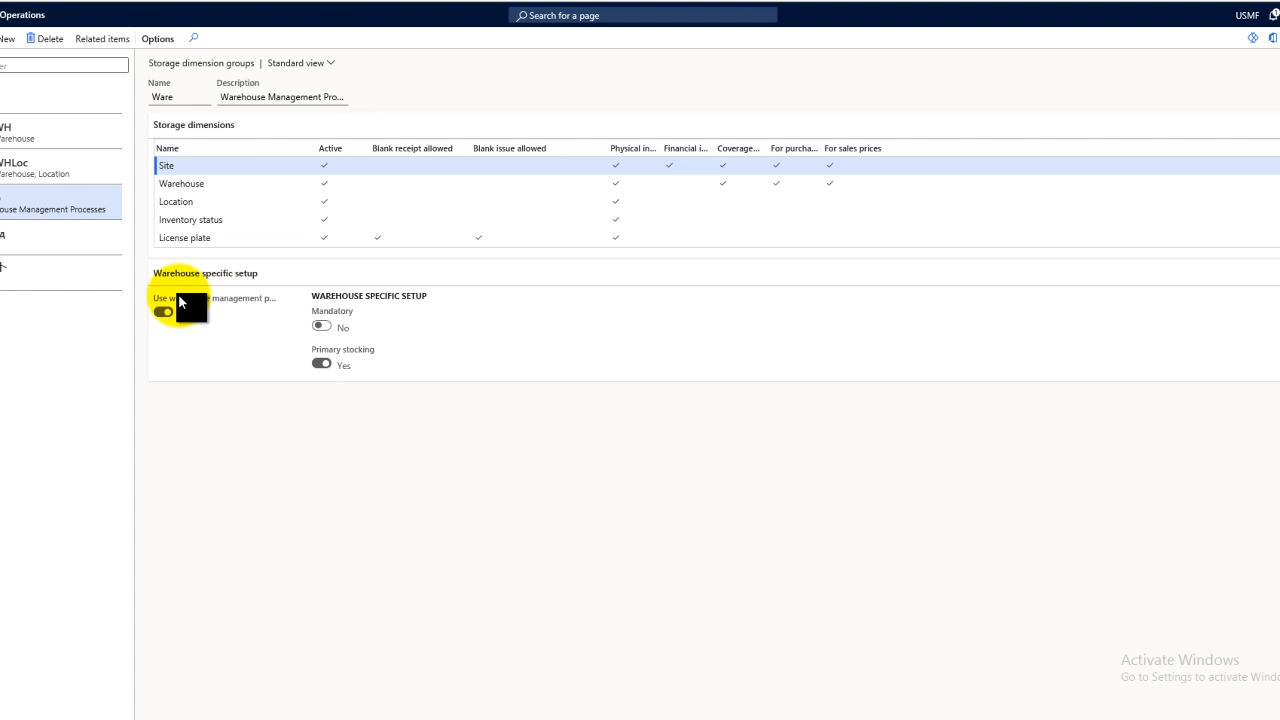 Operations
Search for a page
USMF
New
Delete
Related items
Options
Storage dimension groups | Standard view
Name
Description
Ware
Warehouse Management Pro...
Storage dimensions
Name Active Blank receipt allowed Blank issue allowed Physical in... Financial i... Coverage... For purcha... For sales prices
Site
Warehouse
Location
Inventory status
License plate
Warehouse specific setup
Use w management p...
WAREHOUSE SPECIFIC SETUP
Mandatory
No
Primary stocking
Yes
er
WH
arehouse
WHLoc
arehouse, Location
ouse Management Processes
Activate Windows
Go to Settings to activate Windo